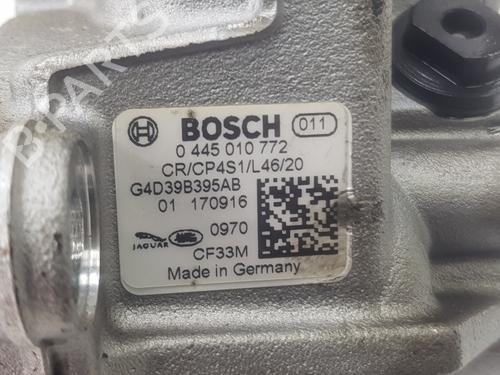 BOSCH 011
0 445 010 772
CR/CP4S1/L46/20
G4D39B395AB
01 170916
0970
JAGUAR
CF33M
Made in Germany
B-PARTS